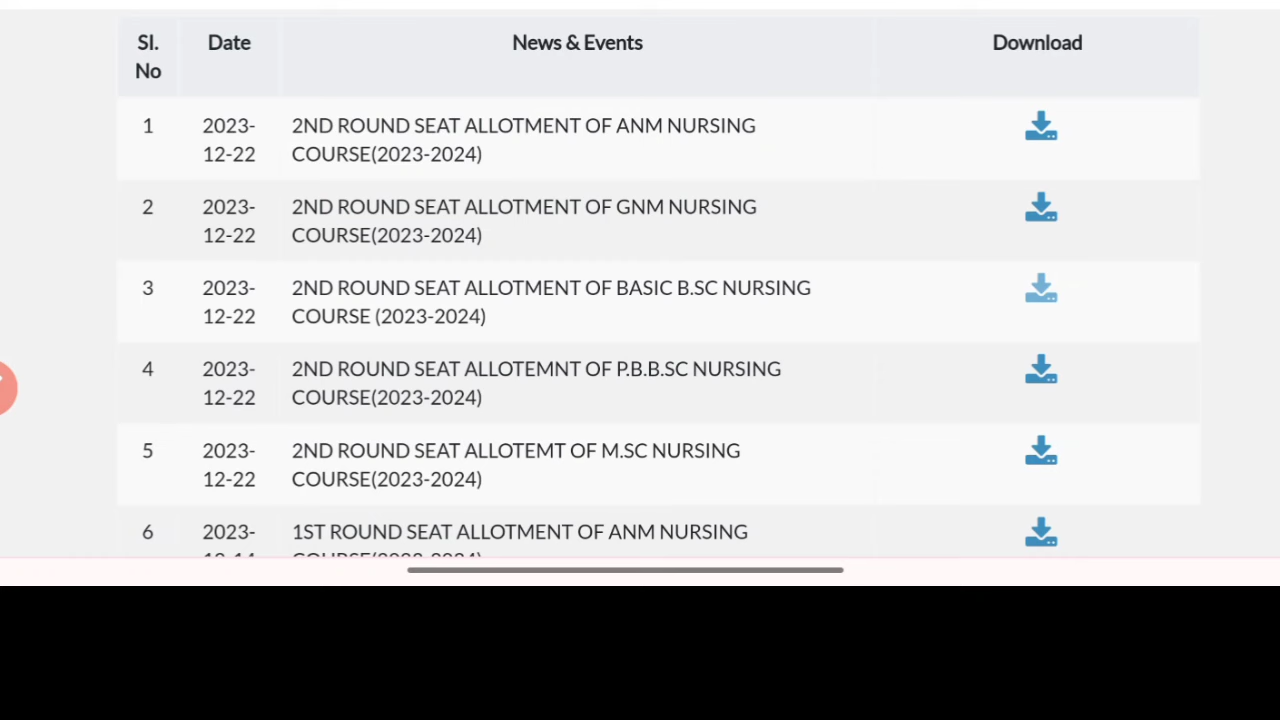 Sl. No
Date
News & Events
Download
1
2023-
12-22
2ND ROUND SEAT ALLOTMENT OF ANM NURSING
COURSE(2023-2024)
2
2023-
12-22
2ND ROUND SEAT ALLOTMENT OF GNM NURSING
COURSE(2023-2024)
3
2023-
12-22
2ND ROUND SEAT ALLOTMENT OF BASIC B.SC NURSING
COURSE (2023-2024)
4
2023-
12-22
2ND ROUND SEAT ALLOTEMNT OF P.B.B.SC NURSING
COURSE(2023-2024)
5
2023-
12-22
2ND ROUND SEAT ALLOTEMT OF M.SC NURSING
COURSE(2023-2024)
6
2023-
1ST ROUND SEAT ALLOTMENT OF ANM NURSING